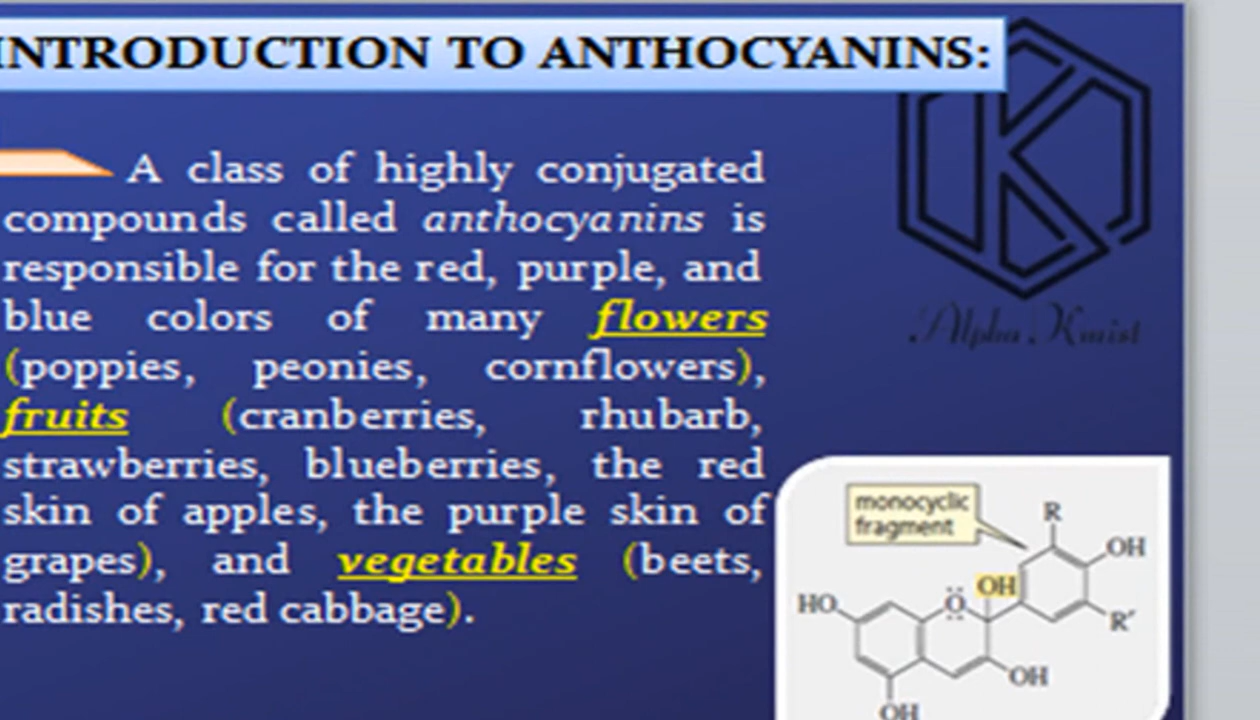 INTRODUCTION TO ANTHOCYANINS:
A class of highly conjugated
compounds called anthocyanins is
responsible for the red, purple, and
blue colors of many flowers
(poppies, peonies, cornflowers),
fruits (cranberries, rhubarb,
strawberries, blueberries, the red
skin of apples, the purple skin of
grapes), and vegetables (beets,
radishes, red cabbage).
Alpha Kmist
monocyclic
fragment
R
OH
OH
HO
O
R′
OH
OH